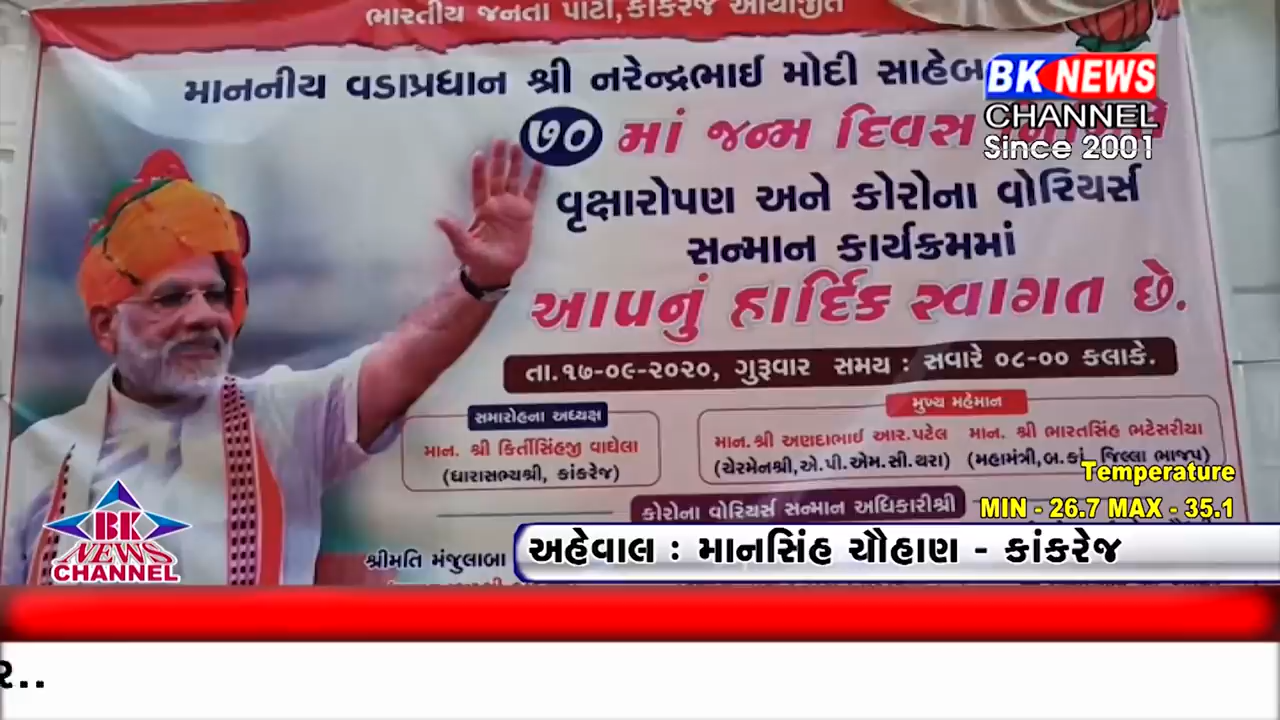 ભારતીય જનતા પાર્ટી, કાંકરેજ આયોજીત
માનનીય વડાપ્રધાન શ્રી નરેન્દ્રભાઈ મોદી સાહેબ
BK NEWS
CHANNEL
Since 2001
૭૦ માં જન્મ દિવસ
વૃક્ષારોપણ અને કોરોના વોરિયર્સ
સન્માન કાર્યક્રમમાં
આપનું હાર્દિક સ્વાગત છે.
તા.૧૭-૦૯-૨૦૨૦, ગુરૂવાર સમય : સવારે ૦૮-૦૦ કલાકે.
સમારોહના અધ્યક્ષ
માન. શ્રી કિર્તીસિંહજી વાઘેલા
(ધારાસભ્યશ્રી, કાંકરેજ)
મુખ્ય મહેમાન
માન.શ્રી અણદાભાઈ આર.પટેલ માન. શ્રી ભારતસિંહ ભટેસરીયા
(ચેરમેનશ્રી,એ.પી.એમ.સી.થરા) (મહામંત્રી,બ.કાં. જિલ્લા ભાજપ)
Temperature
MIN - 26.7 MAX - 35.1
કોરોના વોરિયર્સ સન્માન અધિકારીશ્રી
શ્રીમતિ મંજુલાબા
અહેવાલ : માનસિંહ ચૌહાણ - કાંકરેજ
BK
NEWS
CHANNEL
ર..